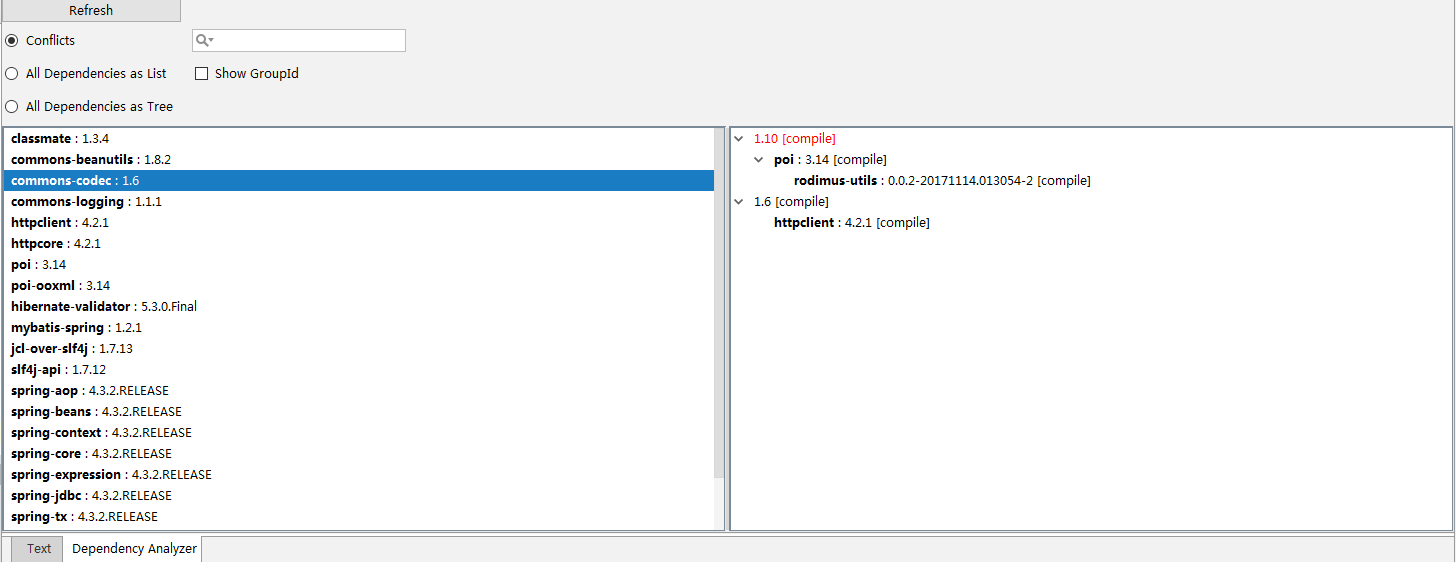 Refresh
Conflicts
All Dependencies as List
Show GroupId
All Dependencies as Tree
classmate : 1.3.4
commons-beanutils : 1.8.2
commons-codec : 1.6
commons-logging : 1.1.1
httpclient : 4.2.1
httpcore : 4.2.1
poi : 3.14
poi-ooxml : 3.14
hibernate-validator : 5.3.0.Final
mybatis-spring : 1.2.1
jcl-over-slf4j : 1.7.13
slf4j-api : 1.7.12
spring-aop : 4.3.2.RELEASE
spring-beans : 4.3.2.RELEASE
spring-context : 4.3.2.RELEASE
spring-core : 4.3.2.RELEASE
spring-expression : 4.3.2.RELEASE
spring-jdbc : 4.3.2.RELEASE
spring-tx : 4.3.2.RELEASE
1.10 [compile]
poi : 3.14 [compile]
rodimus-utils : 0.0.2-20171114.013054-2 [compile]
1.6 [compile]
httpclient : 4.2.1 [compile]
Text
Dependency Analyzer